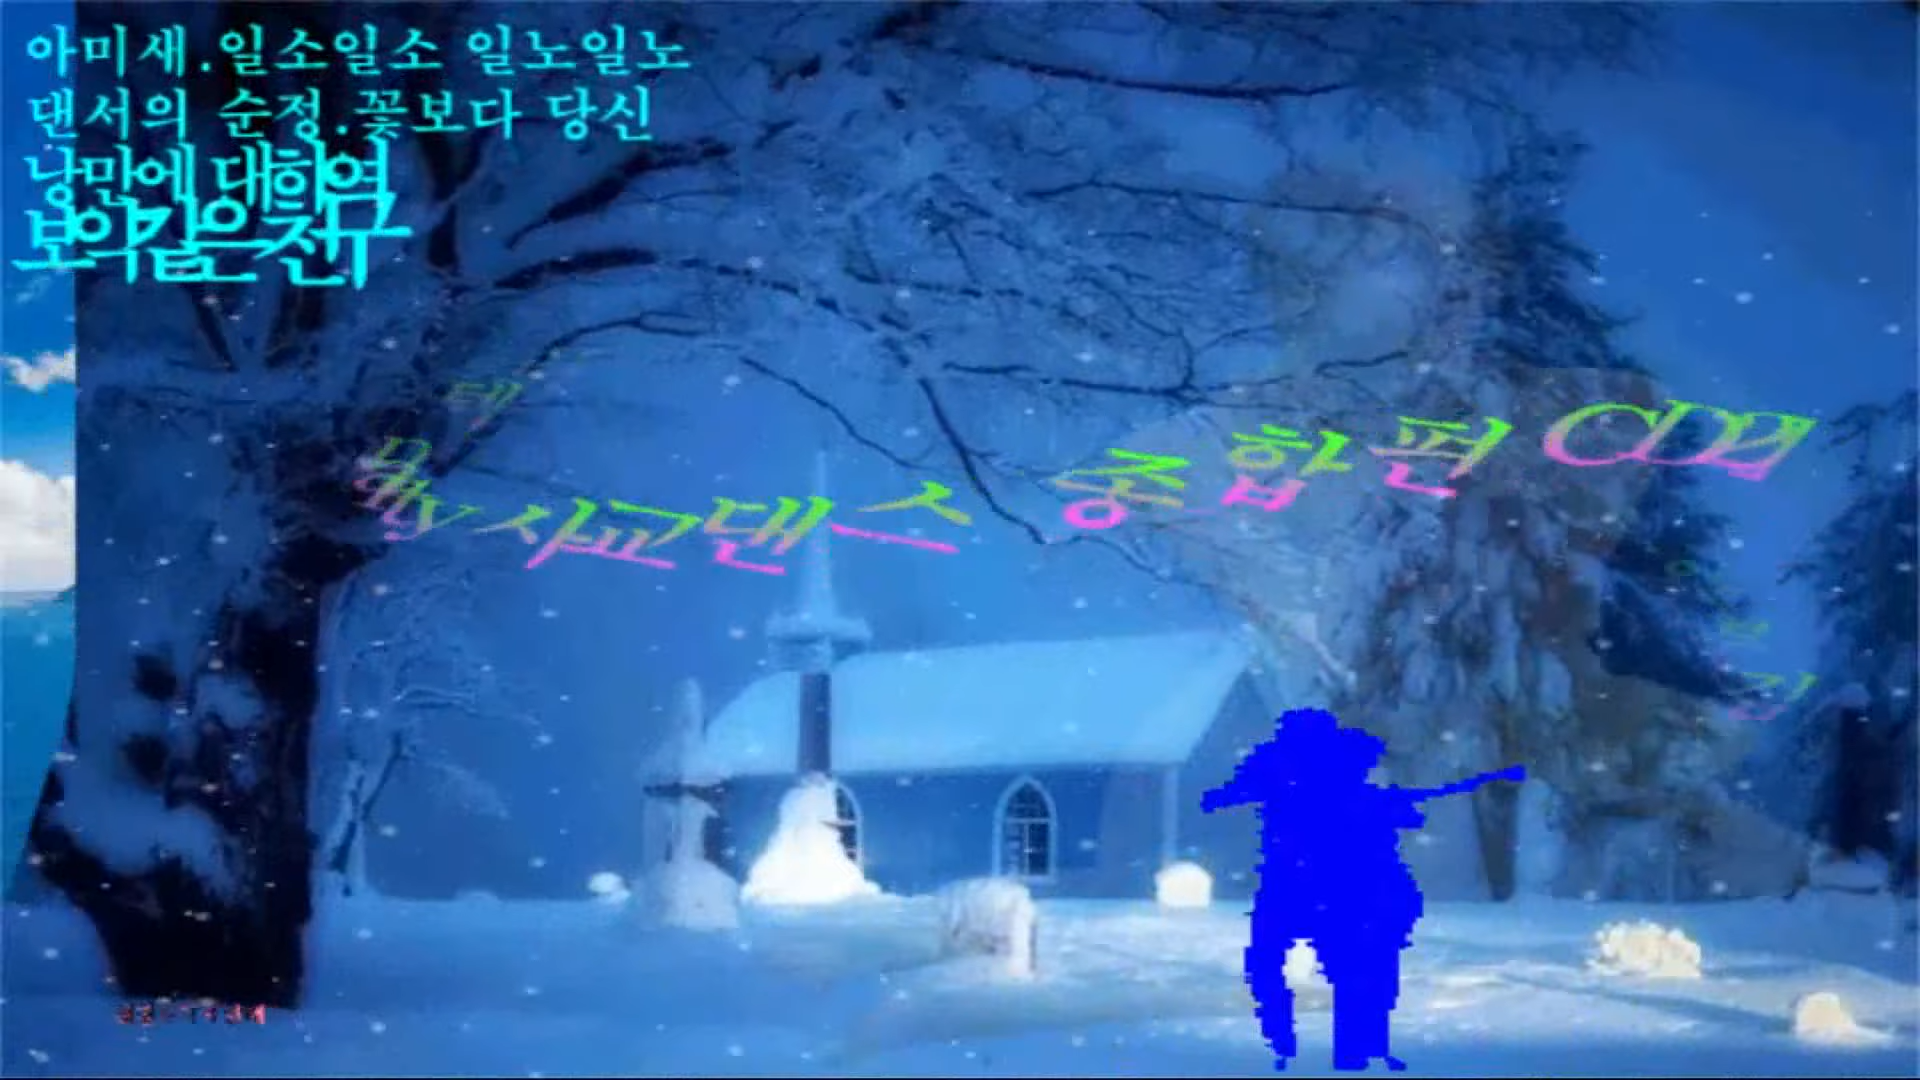 아미새.일소일소 일노일노
댄서의 순정.꽃보다 당신
낭만에 대하여
보약같은친구
사교댄스 종합편 CD2